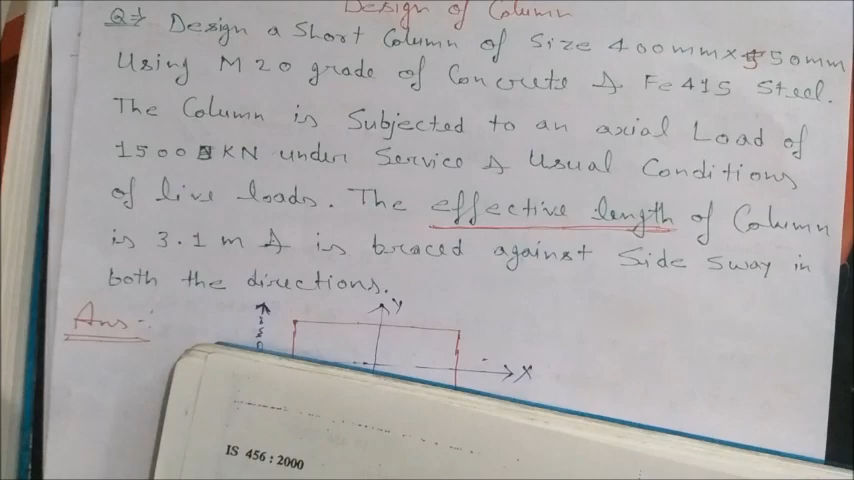 Design of Column
Q⇒ Design a Short Column of Size 400mm×550mm
Using M20 grade of Concrete & Fe415 Steel.
The Column is Subjected to an axial Load of
1500 KN under Service & Usual Conditions
of live loads. The effective length of Column
is 3.1 m & is braced against Side Sway in
both the directions.
Ans:-
Y
X
IS 456 : 2000